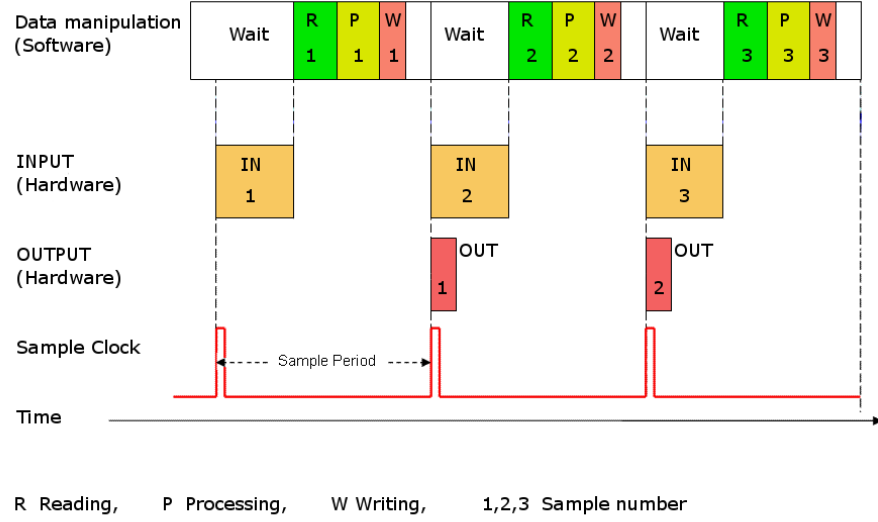 Data manipulation
(Software)
Wait R 1 P 1 W 1 Wait R 2 P 2 W 2 Wait R 3 P 3 W 3
INPUT
(Hardware)
IN 1 IN 2 IN 3
OUTPUT
(Hardware)
1 OUT 2 OUT
Sample Clock
Sample Period
Time
R Reading, P Processing, W Writing, 1,2,3 Sample number